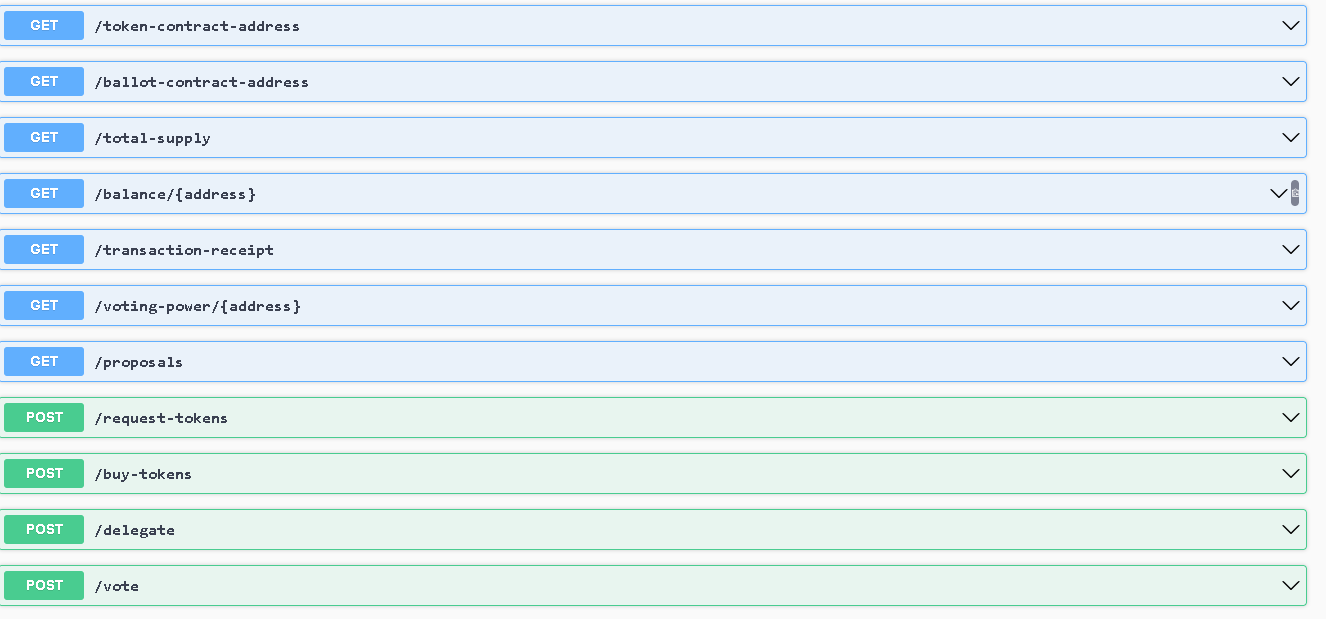 GET /token-contract-address
GET /ballot-contract-address
GET /total-supply
GET /balance/{address}
GET /transaction-receipt
GET /voting-power/{address}
GET /proposals
POST /request-tokens
POST /buy-tokens
POST /delegate
POST /vote